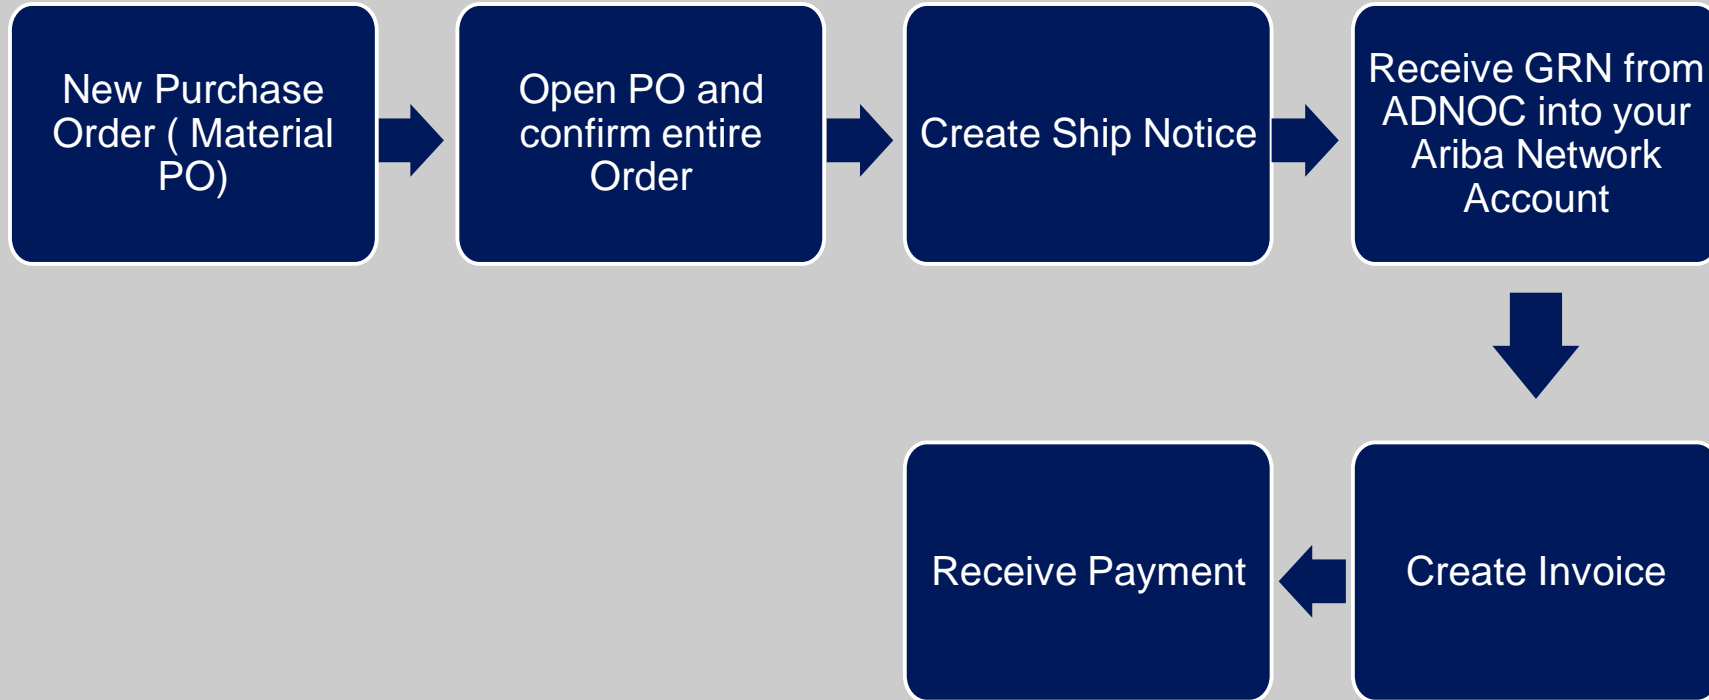 New Purchase
Order ( Material
PO)
Open PO and
confirm entire
Order
Create Ship Notice
Receive GRN from
ADNOC into your
Ariba Network
Account
Create Invoice
Receive Payment